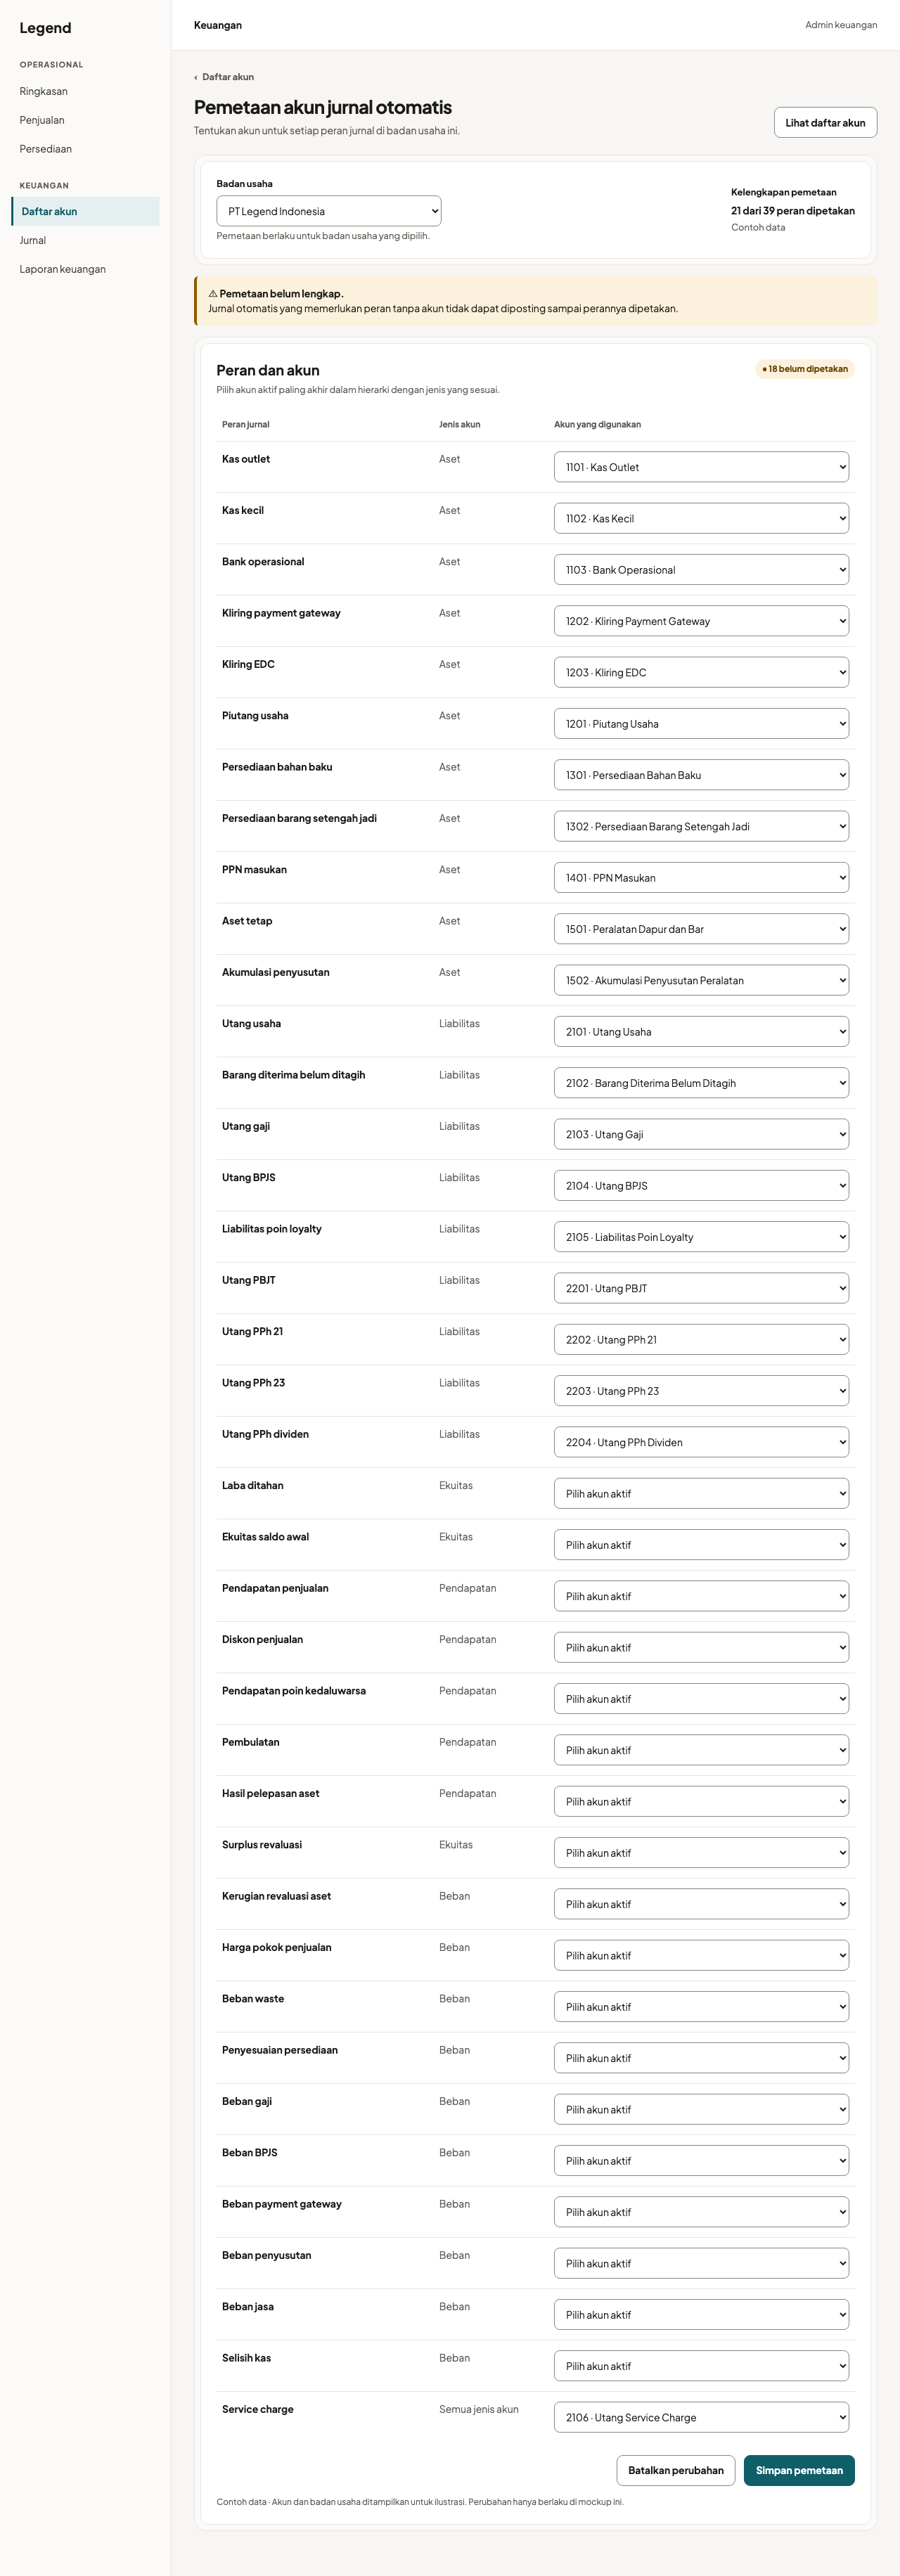 Legend
OPERASIONAL
Ringkasan
Penjualan
Persediaan
KEUANGAN
Daftar akun
Jurnal
Laporan keuangan
Keuangan
Admin keuangan
‹ Daftar akun
Pemetaan akun jurnal otomatis
Tentukan akun untuk setiap peran jurnal di badan usaha ini.
Lihat daftar akun
Badan usaha
PT Legend Indonesia
Pemetaan berlaku untuk badan usaha yang dipilih.
Kelengkapan pemetaan
21 dari 39 peran dipetakan
Contoh data
⚠ Pemetaan belum lengkap.
Jurnal otomatis yang memerlukan peran tanpa akun tidak dapat diposting sampai perannya dipetakan.
Peran dan akun
• 18 belum dipetakan
Pilih akun aktif paling akhir dalam hierarki dengan jenis yang sesuai.
Peran jurnal Jenis akun Akun yang digunakan
Kas outlet Aset 1101 · Kas Outlet
Kas kecil Aset 1102 · Kas Kecil
Bank operasional Aset 1103 · Bank Operasional
Kliring payment gateway Aset 1202 · Kliring Payment Gateway
Kliring EDC Aset 1203 · Kliring EDC
Piutang usaha Aset 1201 · Piutang Usaha
Persediaan bahan baku Aset 1301 · Persediaan Bahan Baku
Persediaan barang setengah jadi Aset 1302 · Persediaan Barang Setengah Jadi
PPN masukan Aset 1401 · PPN Masukan
Aset tetap Aset 1501 · Peralatan Dapur dan Bar
Akumulasi penyusutan Aset 1502 · Akumulasi Penyusutan Peralatan
Utang usaha Liabilitas 2101 · Utang Usaha
Barang diterima belum ditagih Liabilitas 2102 · Barang Diterima Belum Ditagih
Utang gaji Liabilitas 2103 · Utang Gaji
Utang BPJS Liabilitas 2104 · Utang BPJS
Liabilitas poin loyalty Liabilitas 2105 · Liabilitas Poin Loyalty
Utang PBJT Liabilitas 2201 · Utang PBJT
Utang PPh 21 Liabilitas 2202 · Utang PPh 21
Utang PPh 23 Liabilitas 2203 · Utang PPh 23
Utang PPh dividen Liabilitas 2204 · Utang PPh Dividen
Laba ditahan Ekuitas Pilih akun aktif
Ekuitas saldo awal Ekuitas Pilih akun aktif
Pendapatan penjualan Pendapatan Pilih akun aktif
Diskon penjualan Pendapatan Pilih akun aktif
Pendapatan poin kedaluwarsa Pendapatan Pilih akun aktif
Pembulatan Pendapatan Pilih akun aktif
Hasil pelepasan aset Pendapatan Pilih akun aktif
Surplus revaluasi Ekuitas Pilih akun aktif
Kerugian revaluasi aset Beban Pilih akun aktif
Harga pokok penjualan Beban Pilih akun aktif
Beban waste Beban Pilih akun aktif
Penyesuaian persediaan Beban Pilih akun aktif
Beban gaji Beban Pilih akun aktif
Beban BPJS Beban Pilih akun aktif
Beban payment gateway Beban Pilih akun aktif
Beban penyusutan Beban Pilih akun aktif
Beban jasa Beban Pilih akun aktif
Selisih kas Beban Pilih akun aktif
Service charge Semua jenis akun 2106 · Utang Service Charge
Batalkan perubahan
Simpan pemetaan
Contoh data · Akun dan badan usaha ditampilkan untuk ilustrasi. Perubahan hanya berlaku di mockup ini.